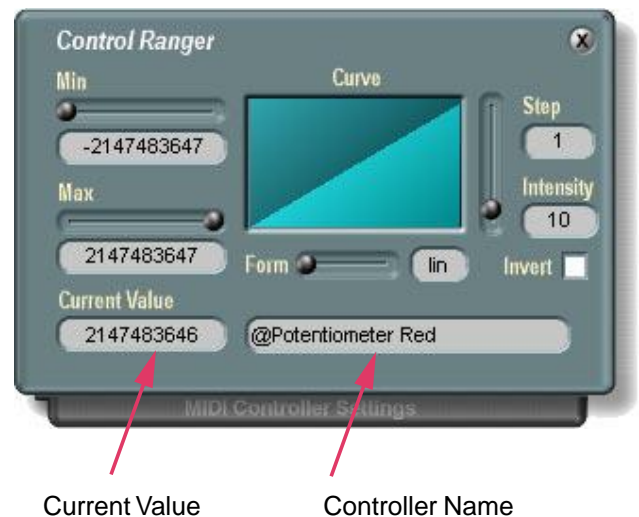 Control Ranger
X
Min
Curve
Step
-2147483647
1
Max
Intensity
10
2147483647
Form
lin
Invert
Current Value
2147483646
@Potentiometer Red
MIDI Controller Settings
Current Value
Controller Name